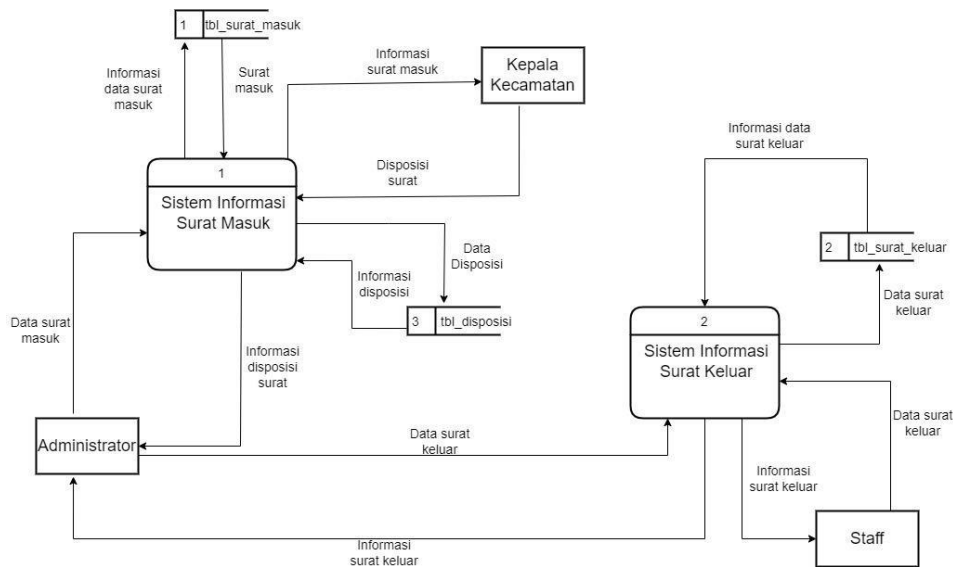 1 tbl_surat_masuk
Informasi
data surat
masuk
Surat
masuk
Informasi
surat masuk
Kepala
Kecamatan
Disposisi
surat
1
Sistem Informasi
Surat Masuk
Data
Disposisi
Informasi
disposisi
3 tbl_disposisi
Informasi data
surat keluar
2 tbl_surat_keluar
Data surat
keluar
2
Sistem Informasi
Surat Keluar
Data surat
masuk
Informasi
disposisi
surat
Administrator
Data surat
keluar
Data surat
keluar
Informasi
surat keluar
Staff
Informasi
surat keluar